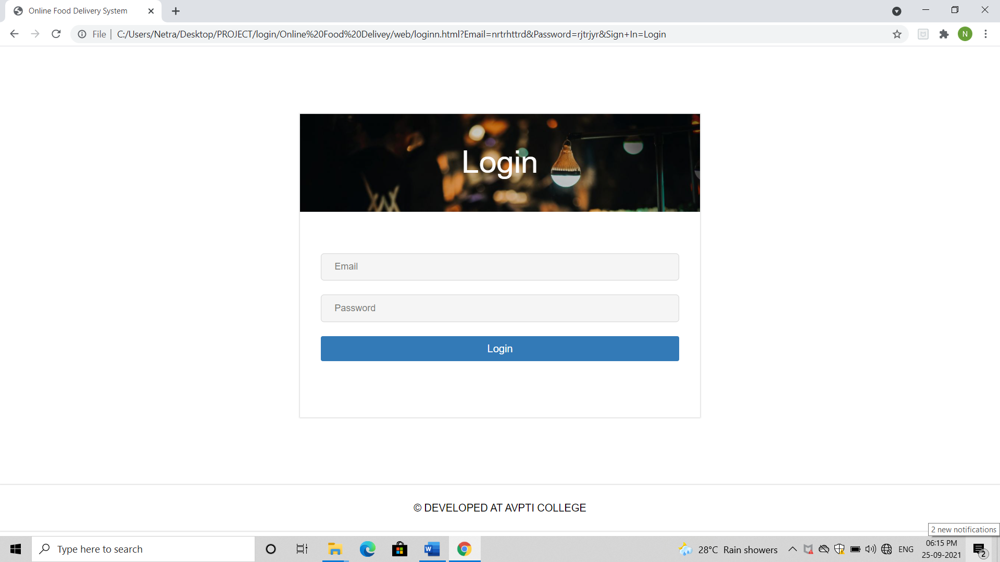 Online Food Delivery System
File
C:/Users/Netra/Desktop/PROJECT/login/Online%20Food%20Delivey/web/loginn.html?Email=nrtrhttrd&Password=rjtrjyr&Sign+In=Login
N
Login
Email
Password
Login
© DEVELOPED AT AVPTI COLLEGE
2 new notifications
Type here to search
W
28°C Rain showers
ENG
06:15 PM
25-09-2021
2